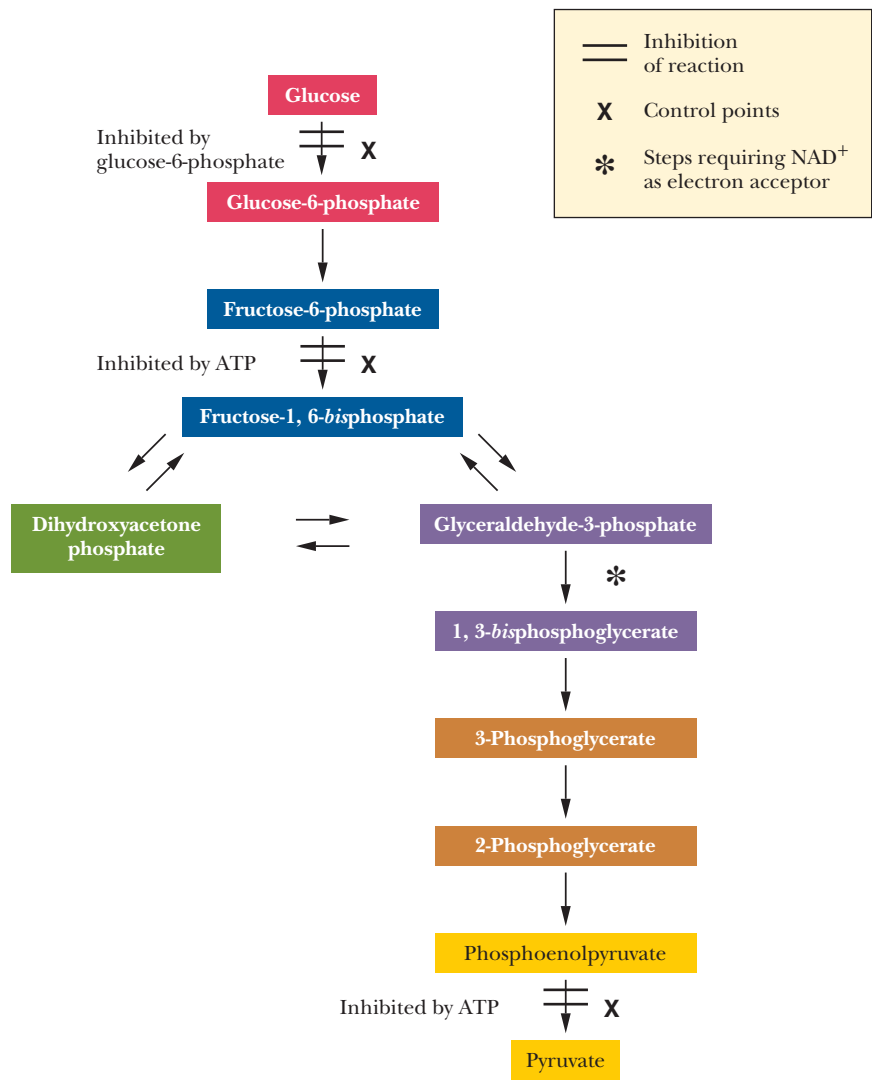 Inhibition
of reaction
X Control points
* Steps requiring NAD+
as electron acceptor
Glucose
Inhibited by
glucose-6-phosphate
X
Glucose-6-phosphate
Fructose-6-phosphate
Inhibited by ATP
X
Fructose-1, 6-bisphosphate
Dihydroxyacetone
phosphate
Glyceraldehyde-3-phosphate
*
1, 3-bisphosphoglycerate
3-Phosphoglycerate
2-Phosphoglycerate
Phosphoenolpyruvate
Inhibited by ATP
X
Pyruvate